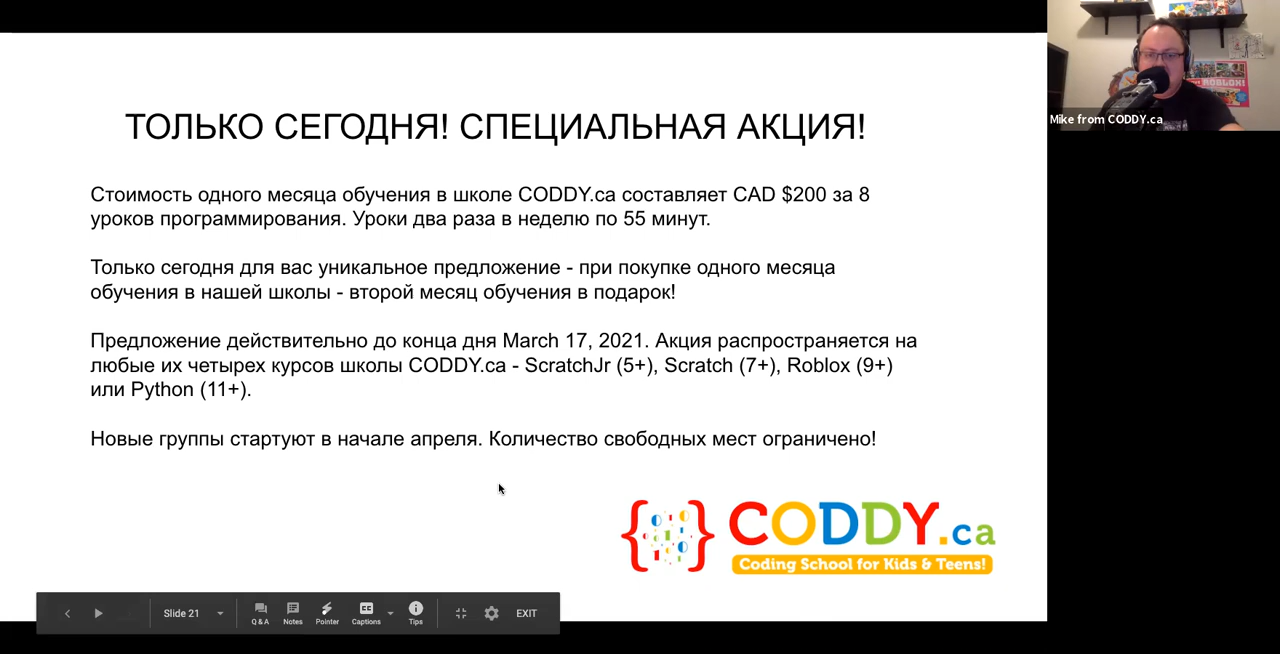 ТОЛЬКО СЕГОДНЯ! СПЕЦИАЛЬНАЯ АКЦИЯ!
Стоимость одного месяца обучения в школе CODDY.ca составляет CAD $200 за 8
уроков программирования. Уроки два раза в неделю по 55 минут.
Только сегодня для вас уникальное предложение - при покупке одного месяца
обучения в нашей школы - второй месяц обучения в подарок!
Предложение действительно до конца дня March 17, 2021. Акция распространяется на
любые их четырех курсов школы CODDY.ca - ScratchJr (5+), Scratch (7+), Roblox (9+)
или Python (11+).
Новые группы стартуют в начале апреля. Количество свободных мест ограничено!
CODDY.ca
Coding School for Kids & Teens!
Slide 21
Q & A
Notes
Pointer
Captions
Tips
EXIT
ROBLOX!
Mike from CODDY.ca